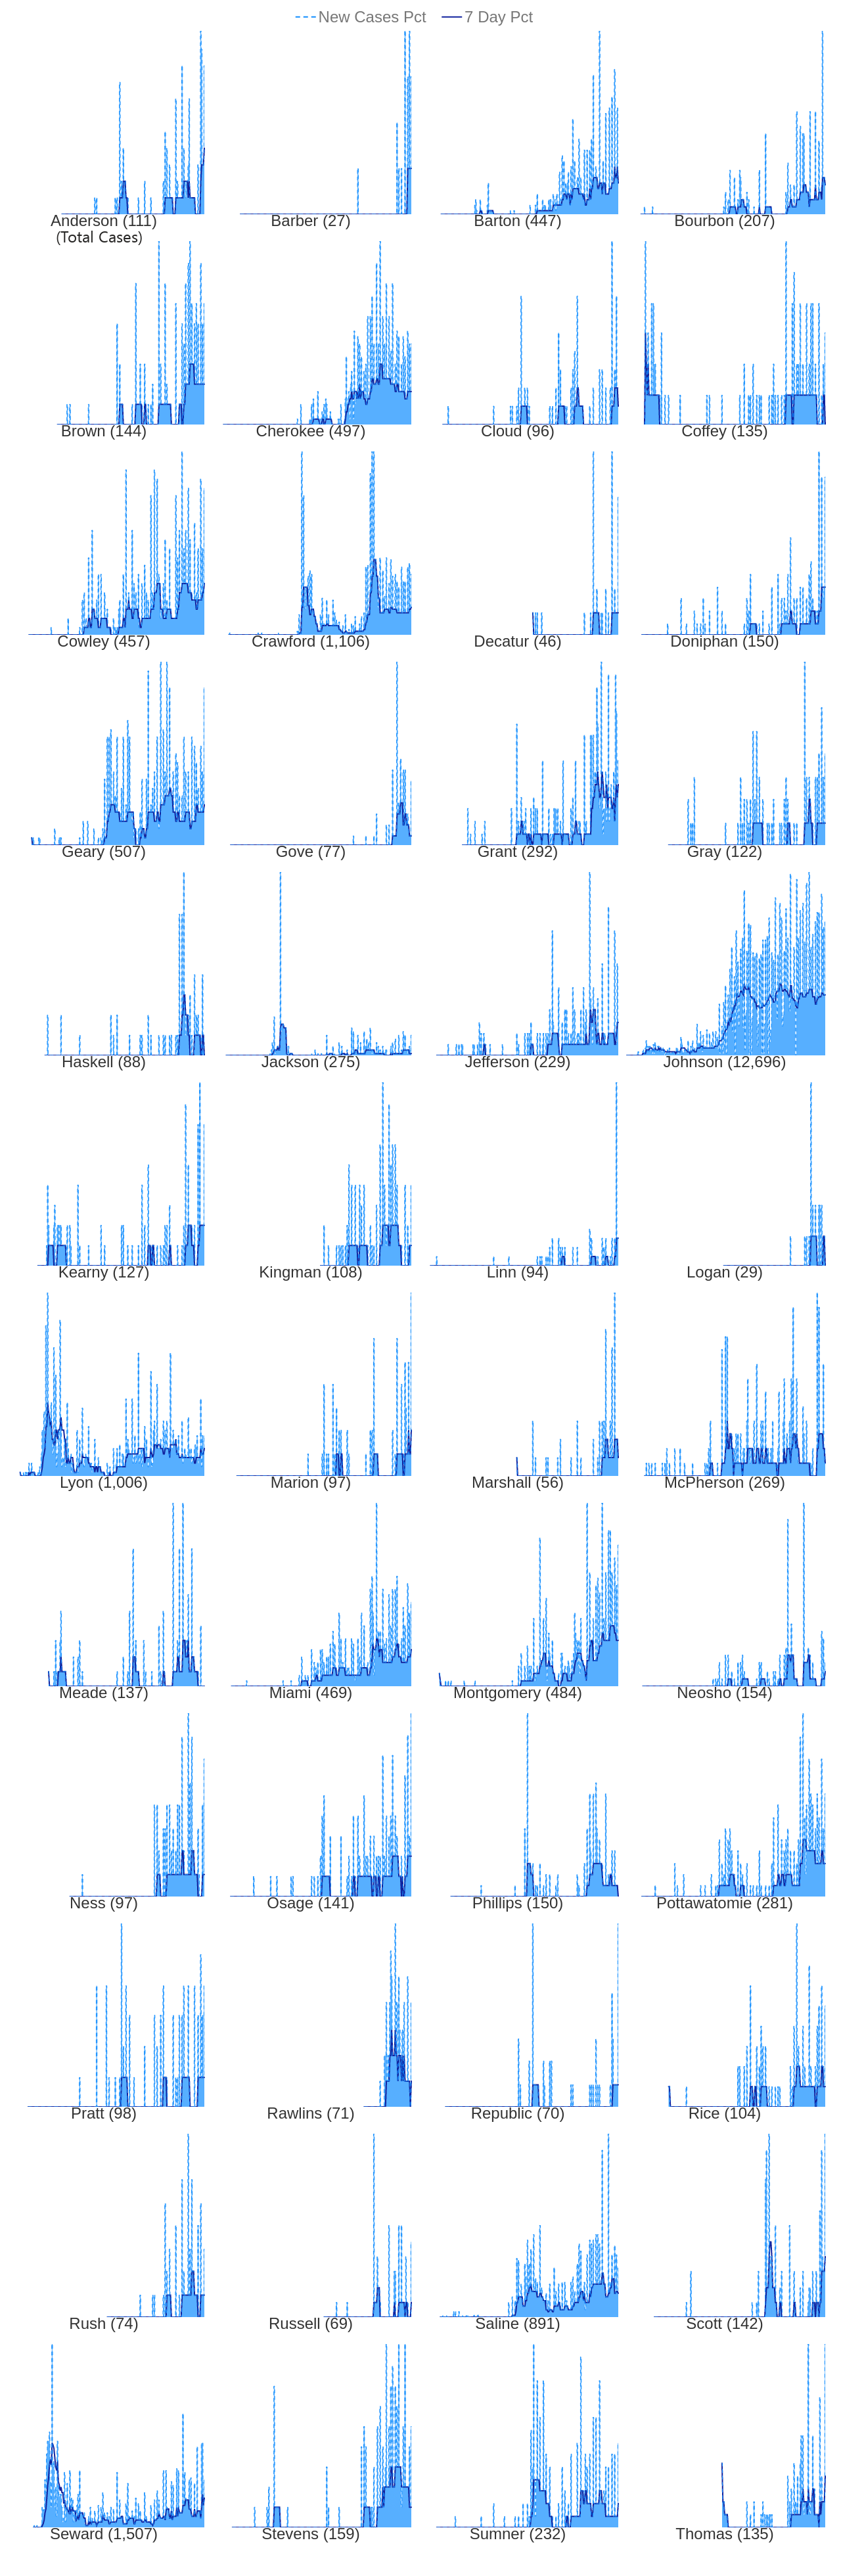 New Cases Pct 7 Day Pct
Anderson (111) Barber (27) Barton (447) Bourbon (207)
(Total Cases)
Brown (144) Cherokee (497) Cloud (96) Coffey (135)
Cowley (457) Crawford (1,106) Decatur (46) Doniphan (150)
Geary (507) Gove (77) Grant (292) Gray (122)
Haskell (88) Jackson (275) Jefferson (229) Johnson (12,696)
Kearny (127) Kingman (108) Linn (94) Logan (29)
Lyon (1,006) Marion (97) Marshall (56) McPherson (269)
Meade (137) Miami (469) Montgomery (484) Neosho (154)
Ness (97) Osage (141) Phillips (150) Pottawatomie (281)
Pratt (98) Rawlins (71) Republic (70) Rice (104)
Rush (74) Russell (69) Saline (891) Scott (142)
Seward (1,507) Stevens (159) Sumner (232) Thomas (135)